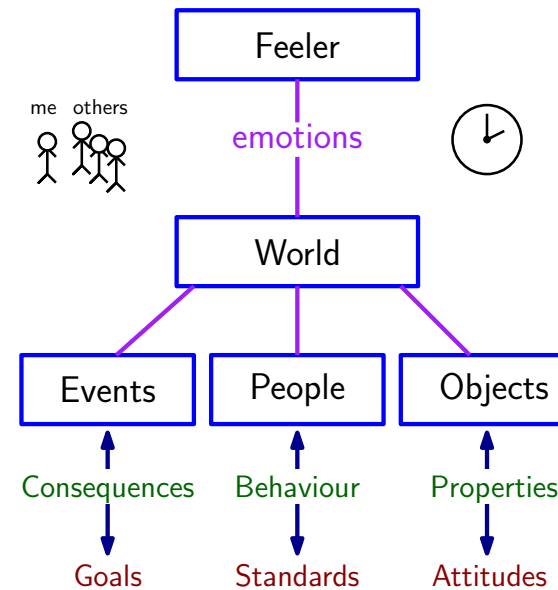 Feeler
me others
emotions
World
Events People Objects
Consequences Behaviour Properties
Goals Standards Attitudes